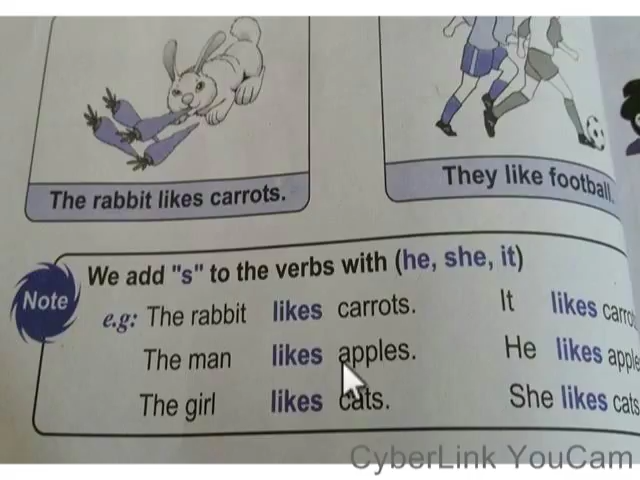 The rabbit likes carrots.
They like football.
Note
We add "s" to the verbs with (he, she, it)
e.g: The rabbit likes carrots. It likes
The man likes apples. He likes
The girl likes cats. She likes cats
CyberLink YouCam